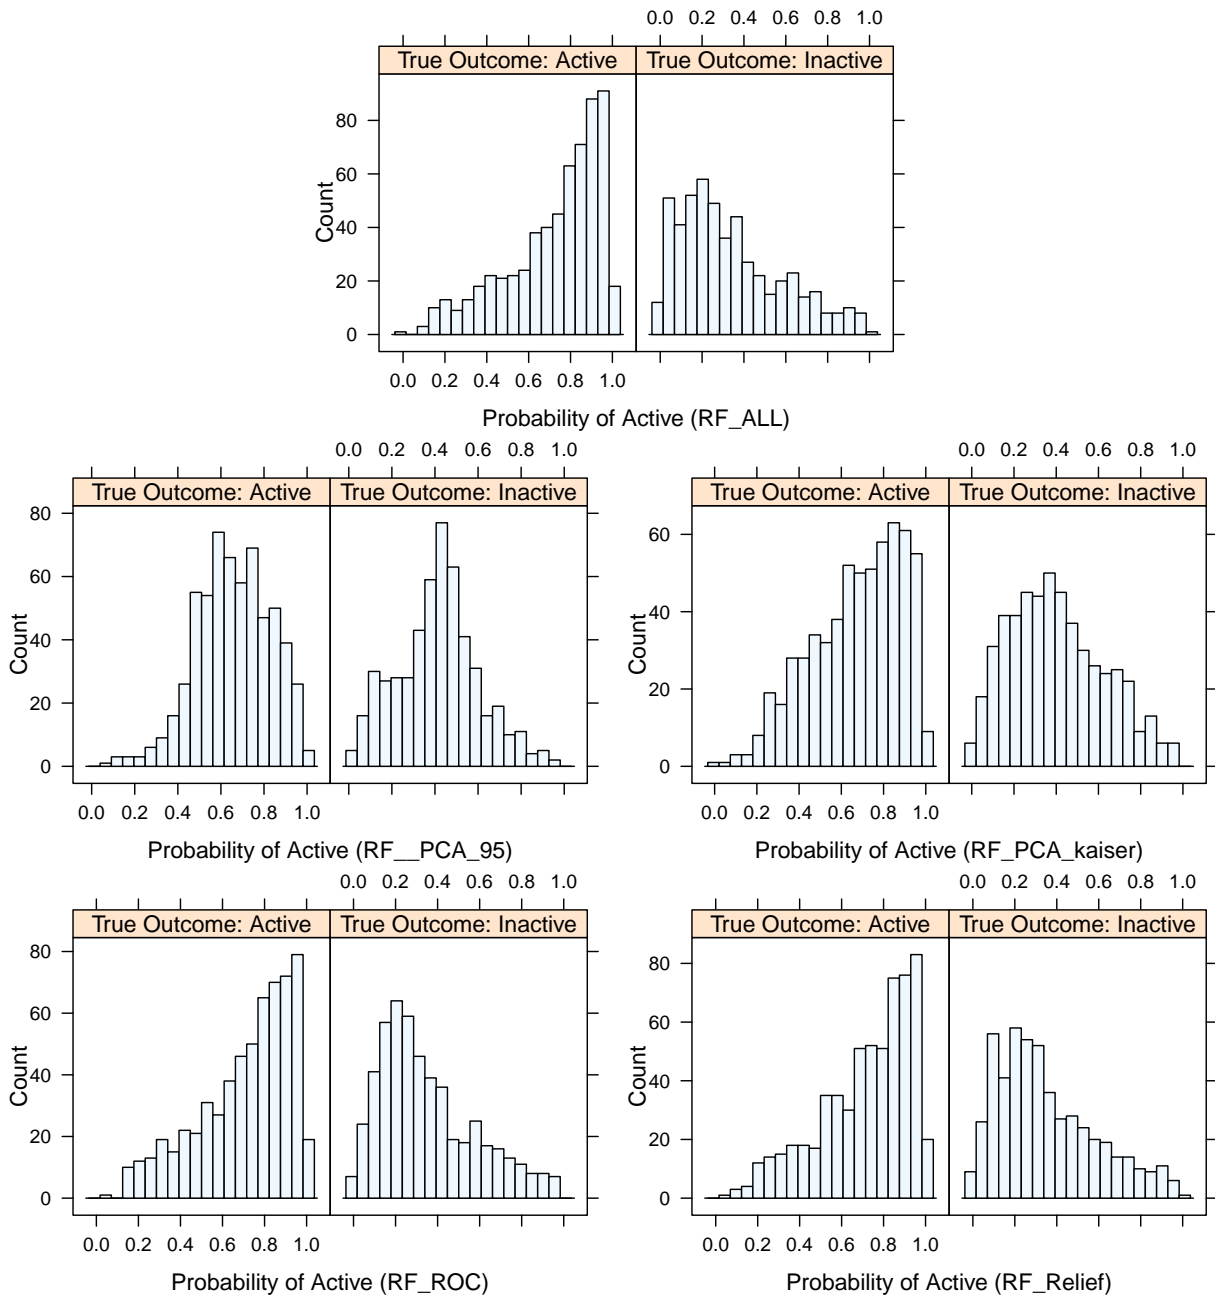 0.0 0.2 0.4 0.6 0.8 1.0
True Outcome: Active True Outcome: Inactive
80
60
40
20
0
Count
0.0 0.2 0.4 0.6 0.8 1.0
Probability of Active (RF_ALL)
0.0 0.2 0.4 0.6 0.8 1.0
True Outcome: Active True Outcome: Inactive
80
60
40
20
0
Count
0.0 0.2 0.4 0.6 0.8 1.0
Probability of Active (RF__PCA_95)
0.0 0.2 0.4 0.6 0.8 1.0
True Outcome: Active True Outcome: Inactive
60
40
20
0
Count
0.0 0.2 0.4 0.6 0.8 1.0
Probability of Active (RF_PCA_kaiser)
0.0 0.2 0.4 0.6 0.8 1.0
True Outcome: Active True Outcome: Inactive
80
60
40
20
0
Count
0.0 0.2 0.4 0.6 0.8 1.0
Probability of Active (RF_ROC)
0.0 0.2 0.4 0.6 0.8 1.0
True Outcome: Active True Outcome: Inactive
80
60
40
20
0
Count
0.0 0.2 0.4 0.6 0.8 1.0
Probability of Active (RF_Relief)